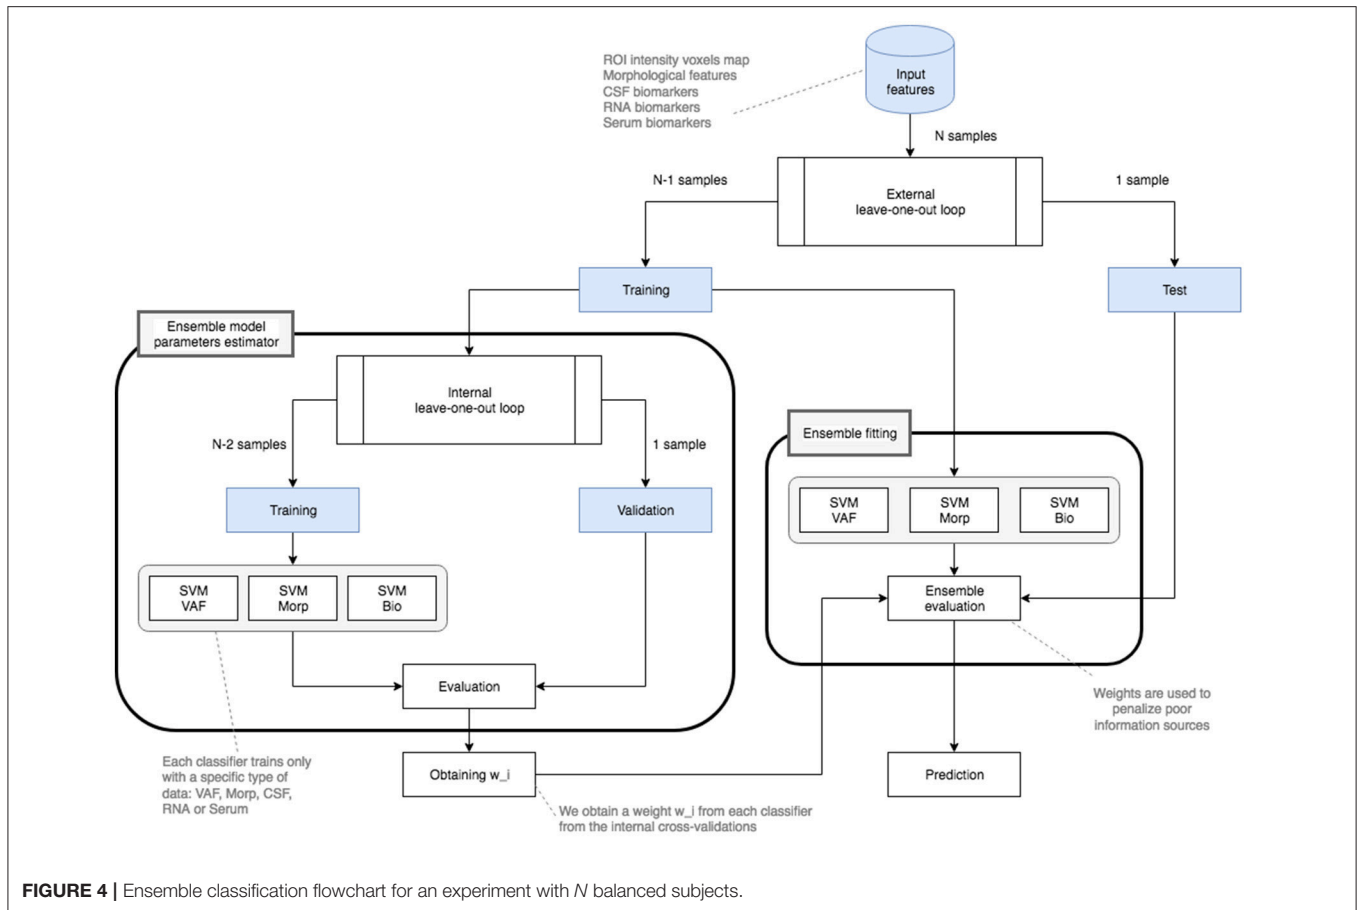 ROI intensity voxels map
Morphological features
CSF biomarkers
RNA biomarkers
Serum biomarkers
Input
features
N samples
N-1 samples
External
leave-one-out loop
1 sample
Training
Test
Ensemble model
parameters estimator
Internal
leave-one-out loop
N-2 samples
1 sample
Training
Validation
SVM
VAF
SVM
Morp
SVM
Bio
Evaluation
Each classifier trains only
with a specific type of
data: VAF, Morp, CSF,
RNA or Serum
Obtaining w_i
We obtain a weight w_i from each classifier
from the internal cross-validations
Ensemble fitting
SVM
VAF
SVM
Morp
SVM
Bio
Ensemble
evaluation
Weights are used to
penalize poor
information sources
Prediction
FIGURE 4 | Ensemble classification flowchart for an experiment with N balanced subjects.